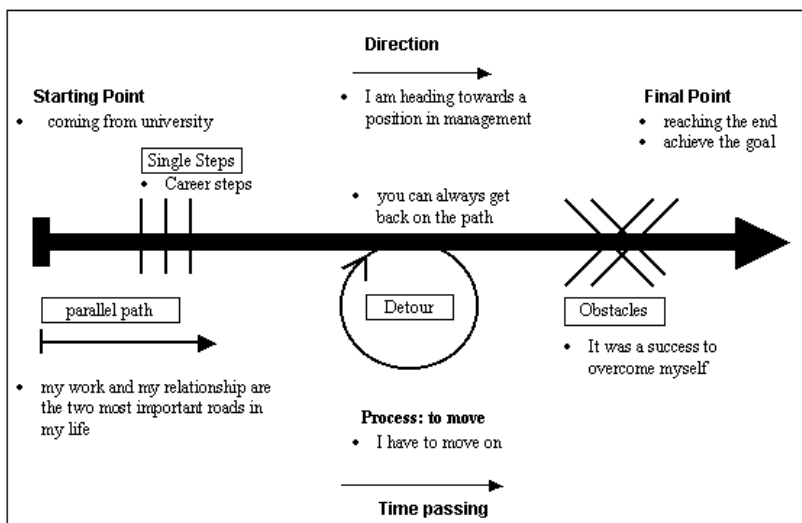 Direction
Starting Point
• coming from university
• I am heading towards a
position in management
Final Point
• reaching the end
• achieve the goal
Single Steps
• Career steps
• you can always get
back on the path
parallel path
Detour
Obstacles
• my work and my relationship are
the two most important roads in
my life
• It was a success to
overcome myself
Process: to move
• I have to move on
Time passing